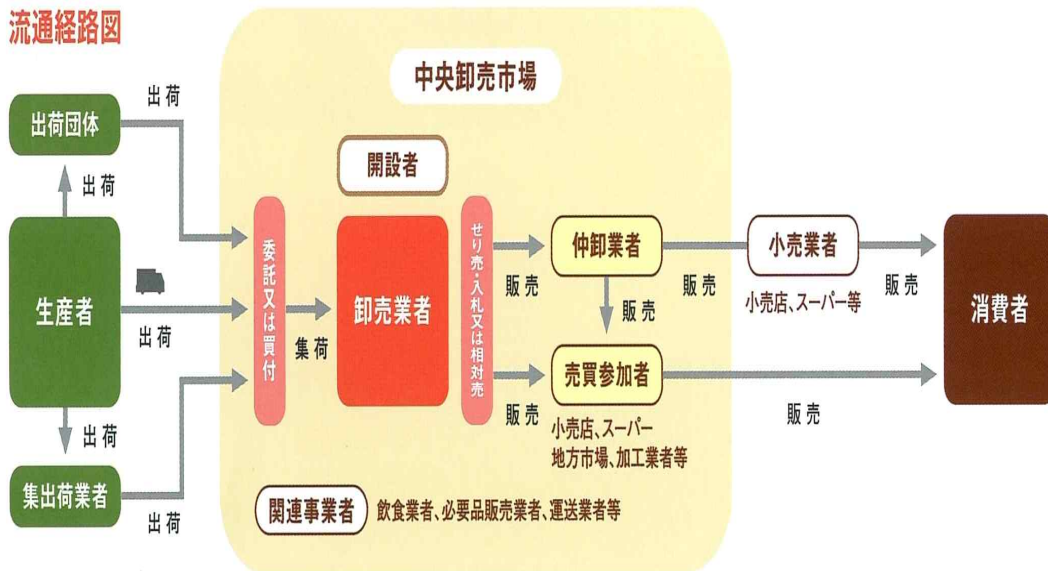 流通経路図
中央卸売市場
出荷
出荷団体
開設者
出荷
生産者
出荷
委託又は買付
集荷
卸売業者
せり売・入札又は相対売
販売
仲卸業者
販売
小売業者
小売店、スーパー等
販売
消費者
販売
販売
売買参加者
販売
小売店、スーパー
地方市場、加工業者等
出荷
集出荷業者
出荷
関連事業者
飲食業者、必要品販売業者、運送業者等